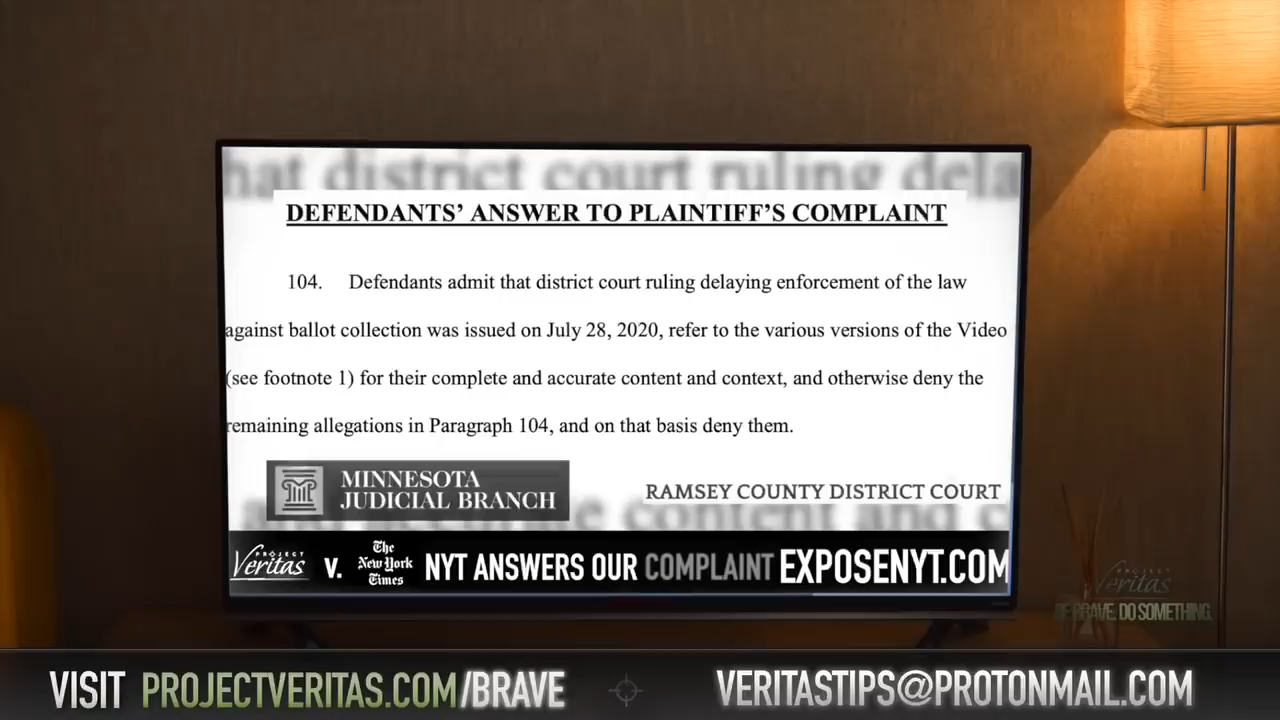 hat district court ruling dela
DEFENDANTS' ANSWER TO PLAINTIFF'S COMPLAINT
104. Defendants admit that district court ruling delaying enforcement of the law
against ballot collection was issued on July 28, 2020, refer to the various versions of the Video
(see footnote 1) for their complete and accurate content and context, and otherwise deny the
remaining allegations in Paragraph 104, and on that basis deny them.
MINNESOTA
JUDICIAL BRANCH
RAMSEY COUNTY DISTRICT COURT
e content and c
PROJECT
Veritas
V.
The
New York
Times
NYT ANSWERS OUR COMPLAINT EXPOSENYT.COM
PROJECT
Veritas
BE BRAVE. DO SOMETHING.
VISIT PROJECTVERITAS.COM/BRAVE
VERITASTIPS@PROTONMAIL.COM